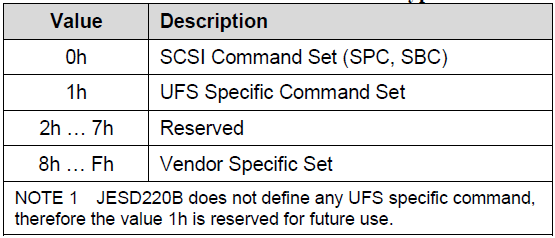 Value Description
0h SCSI Command Set (SPC, SBC)
1h UFS Specific Command Set
2h … 7h Reserved
8h … Fh Vendor Specific Set
NOTE 1 JESD220B does not define any UFS specific command,
therefore the value 1h is reserved for future use.